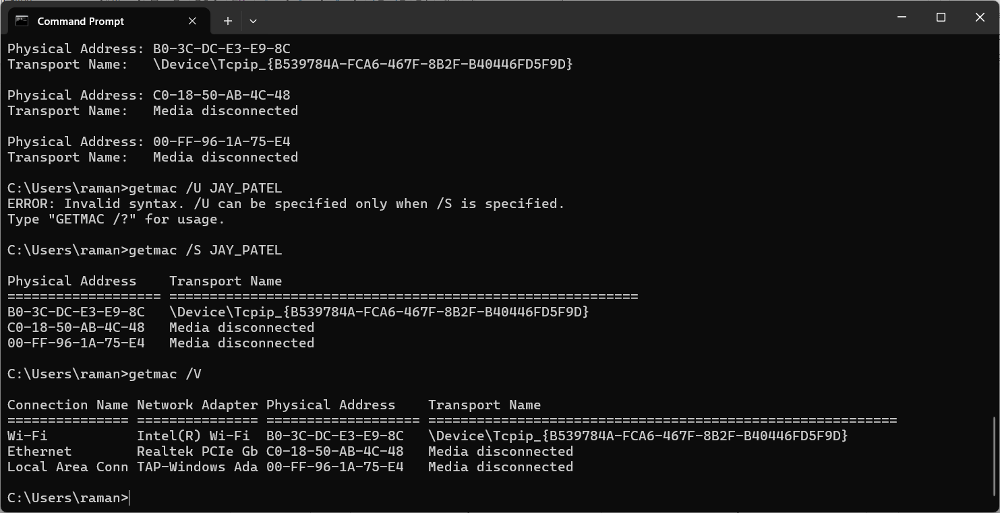 Command Prompt
Physical Address: B0-3C-DC-E3-E9-8C
Transport Name:   \Device\Tcpip_{B539784A-FCA6-467F-8B2F-B40446FD5F9D}

Physical Address: C0-18-50-AB-4C-48
Transport Name:   Media disconnected

Physical Address: 00-FF-96-1A-75-E4
Transport Name:   Media disconnected

C:\Users\raman>getmac /U JAY_PATEL
ERROR: Invalid syntax. /U can be specified only when /S is specified.
Type "GETMAC /?" for usage.

C:\Users\raman>getmac /S JAY_PATEL

Physical Address    Transport Name
=================== ==========================================================
B0-3C-DC-E3-E9-8C   \Device\Tcpip_{B539784A-FCA6-467F-8B2F-B40446FD5F9D}
C0-18-50-AB-4C-48   Media disconnected
00-FF-96-1A-75-E4   Media disconnected

C:\Users\raman>getmac /V

Connection Name Network Adapter Physical Address    Transport Name
=============== =============== =================== ==========================================================
Wi-Fi           Intel(R) Wi-Fi  B0-3C-DC-E3-E9-8C   \Device\Tcpip_{B539784A-FCA6-467F-8B2F-B40446FD5F9D}
Ethernet        Realtek PCIe Gb C0-18-50-AB-4C-48   Media disconnected
Local Area Conn TAP-Windows Ada 00-FF-96-1A-75-E4   Media disconnected

C:\Users\raman>